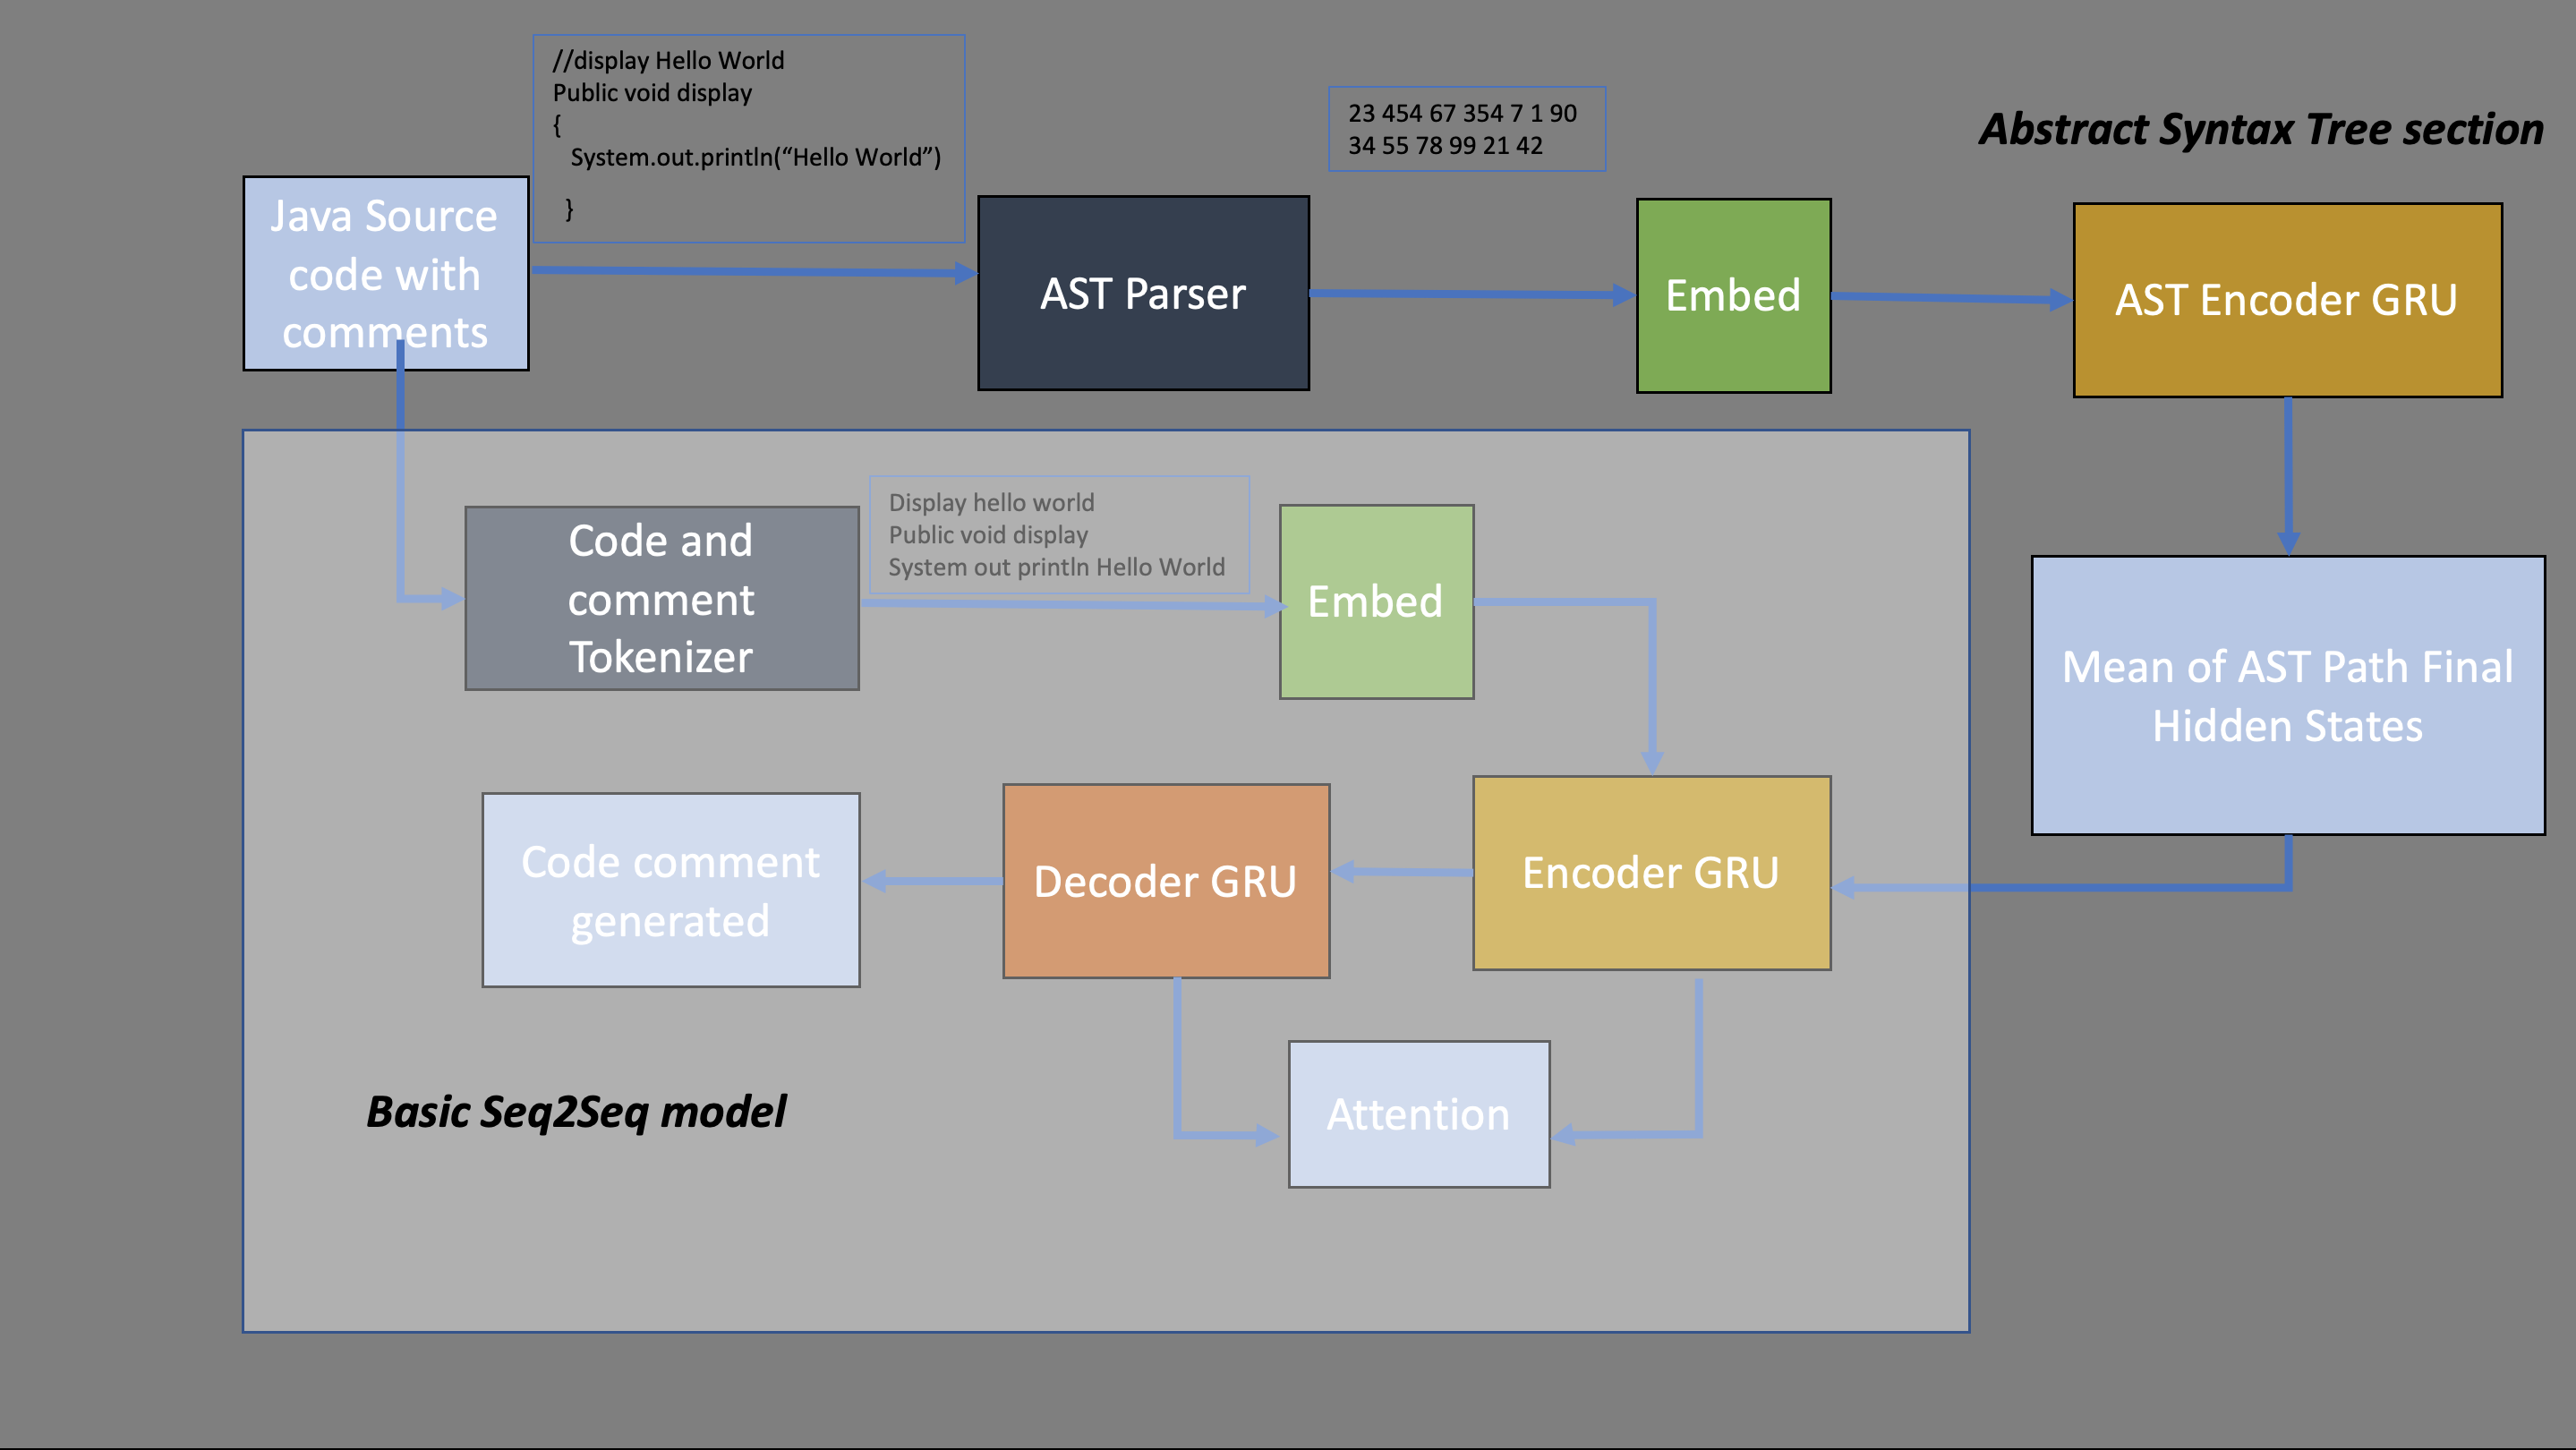 //display Hello World
Public void display
{
System.out.println(“Hello World”)
}
23 454 67 354 7 1 90
34 55 78 99 21 42
Abstract Syntax Tree section
Java Source
code with
comments
AST Parser
Embed
AST Encoder GRU
Display hello world
Public void display
System out println Hello World
Code and
comment
Tokenizer
Embed
Mean of AST Path Final
Hidden States
Code comment
generated
Decoder GRU
Encoder GRU
Basic Seq2Seq model
Attention